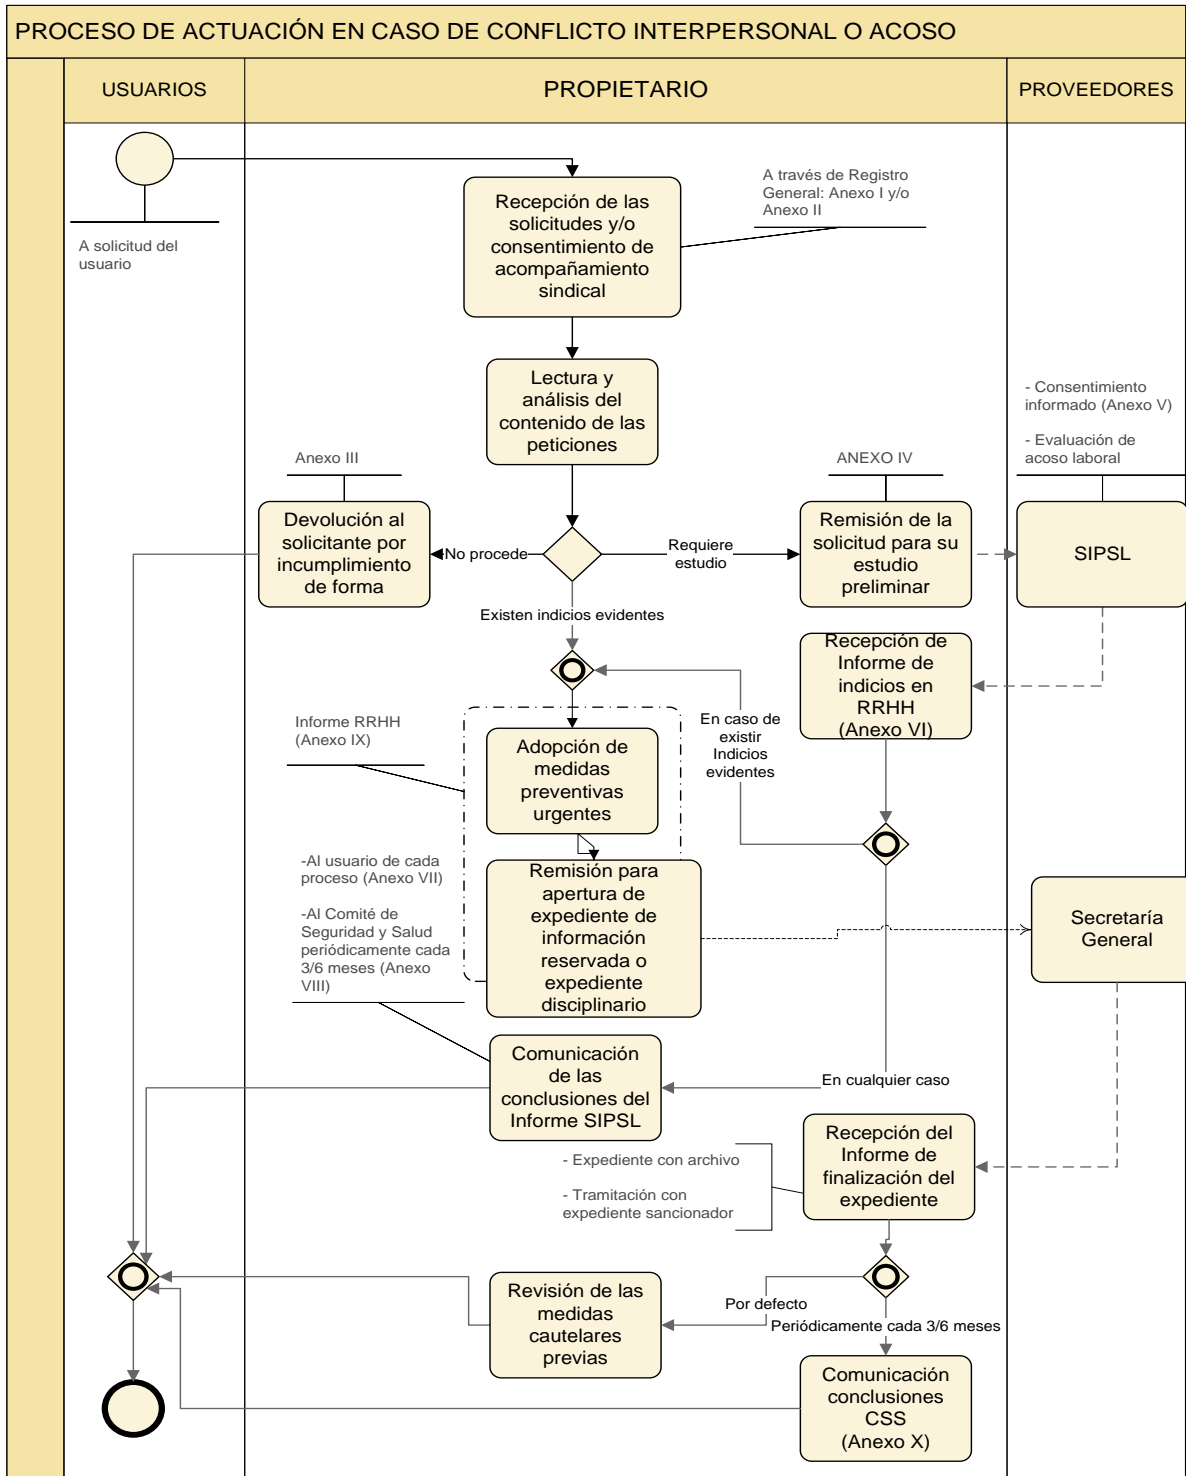 PROCESO DE ACTUACIÓN EN CASO DE CONFLICTO INTERPERSONAL O ACOSO
USUARIOS
PROPIETARIO
PROVEEDORES
A solicitud del
usuario
Recepción de las
solicitudes y/o
consentimiento de
acompañamiento
sindical
A través de Registro
General: Anexo I y/o
Anexo II
Lectura y
análisis del
contenido de las
peticiones
- Consentimiento
informado (Anexo V)
- Evaluación de
acoso laboral
Anexo III
ANEXO IV
Devolución al
solicitante por
incumplimiento
de forma
No procede
Requiere
estudio
Remisión de la
solicitud para su
estudio
preliminar
SIPSL
Existen indicios evidentes
Recepción de
Informe de
indicios en
RRHH
(Anexo VI)
En caso de
existir
Indicios
evidentes
Informe RRHH
(Anexo IX)
Adopción de
medidas
preventivas
urgentes
-Al usuario de cada
proceso (Anexo VII)
-Al Comité de
Seguridad y Salud
periódicamente cada
3/6 meses (Anexo
VIII)
Remisión para
apertura de
expediente de
información
reservada o
expediente
disciplinario
Secretaría
General
Comunicación
de las
conclusiones del
Informe SIPSL
En cualquier caso
Recepción del
Informe de
finalización del
expediente
- Expediente con archivo
- Tramitación con
expediente sancionador
Revisión de las
medidas
cautelares
previas
Por defecto
Periódicamente cada 3/6 meses
Comunicación
conclusiones
CSS
(Anexo X)